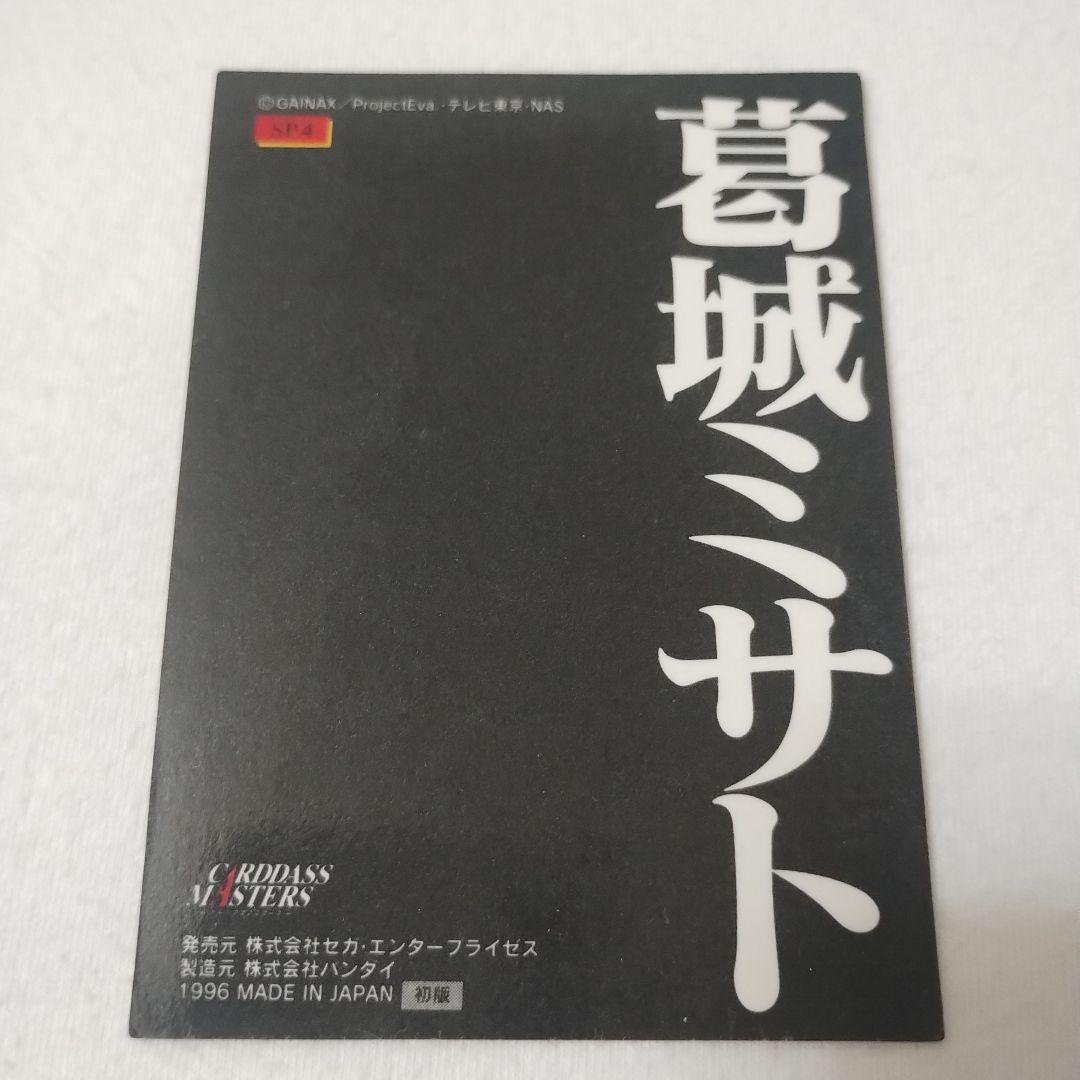 ©GAINAX／ProjectEva.・テレビ東京・NAS
SP.4
葛城ミサト
CARDDASS
MASTERS
発売元 株式会社セガ・エンタープライゼス
製造元 株式会社バンダイ
1996 MADE IN JAPAN 初版